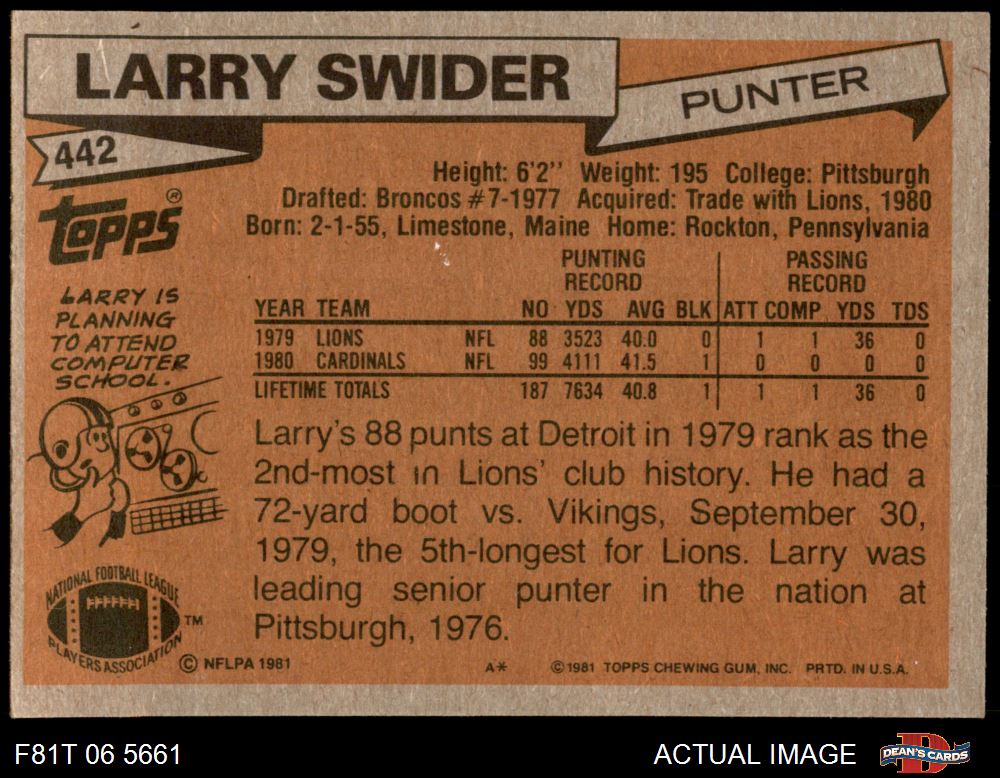 LARRY SWIDER
PUNTER
442
TOPPS®
Height: 6'2'' Weight: 195 College: Pittsburgh
Drafted: Broncos #7-1977 Acquired: Trade with Lions, 1980
Born: 2-1-55, Limestone, Maine Home: Rockton, Pennsylvania
PUNTING RECORD PASSING RECORD
YEAR TEAM NO YDS AVG BLK ATT COMP YDS TDS
1979 LIONS NFL 88 3523 40.0 0 1 1 36 0
1980 CARDINALS NFL 99 4111 41.5 1 0 0 0 0
LIFETIME TOTALS 187 7634 40.8 1 1 1 36 0
LARRY IS
PLANNING
TO ATTEND
COMPUTER
SCHOOL.
Larry's 88 punts at Detroit in 1979 rank as the
2nd-most in Lions' club history. He had a
72-yard boot vs. Vikings, September 30,
1979, the 5th-longest for Lions. Larry was
leading senior punter in the nation at
Pittsburgh, 1976.
NATIONAL FOOTBALL LEAGUE
PLAYERS ASSOCIATION
TM
© NFLPA 1981
A* © 1981 TOPPS CHEWING GUM, INC. PRTD. IN U.S.A.
F81T 06 5661
ACTUAL IMAGE
D
DEAN'S CARDS